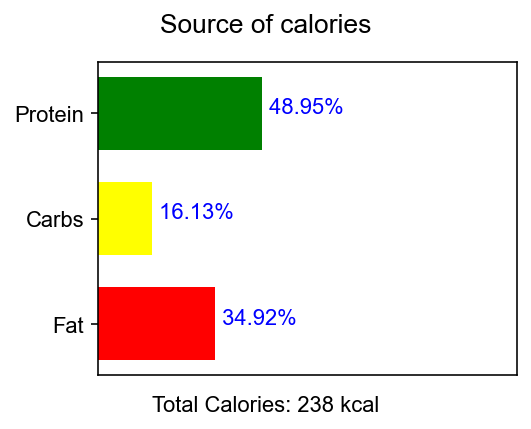 Source of calories
Protein 48.95%
Carbs 16.13%
Fat 34.92%
Total Calories: 238 kcal